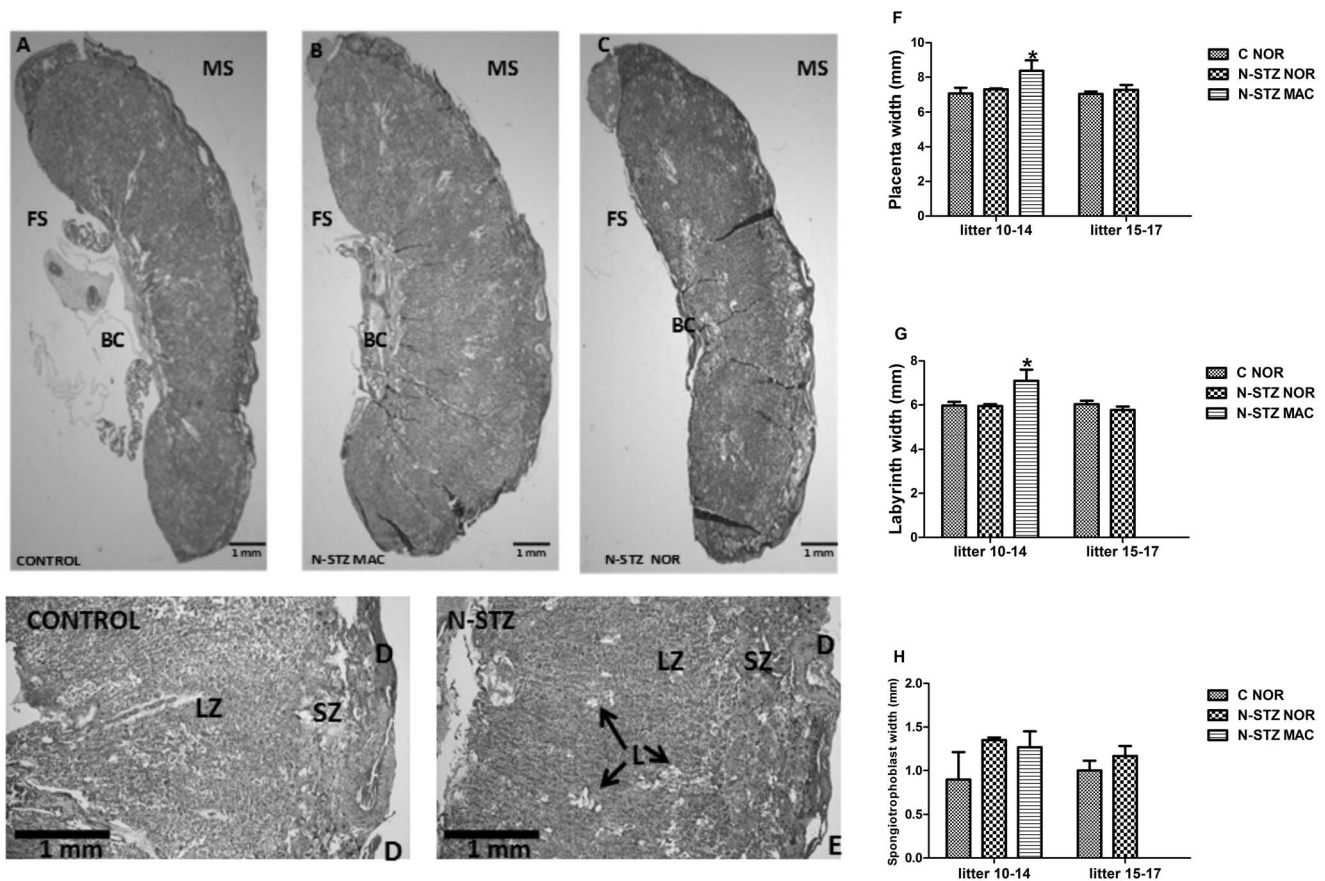 A
MS
FS
BC
CONTROL
1 mm
B
MS
FS
BC
N-STZ MAC
1 mm
C
MS
FS
BC
N-STZ NOR
1 mm
CONTROL
LZ
SZ
D
1 mm
D
N-STZ
LZ
SZ
D
L
1 mm
E
F
Placenta width (mm)
10
8
6
4
2
0
*
litter 10-14
litter 15-17
C NOR
N-STZ NOR
N-STZ MAC
G
Labyrinth width (mm)
8
6
4
2
0
*
litter 10-14
litter 15-17
C NOR
N-STZ NOR
N-STZ MAC
H
Spongiotrophoblast width (mm)
2.0
1.5
1.0
0.5
0.0
litter 10-14
litter 15-17
C NOR
N-STZ NOR
N-STZ MAC